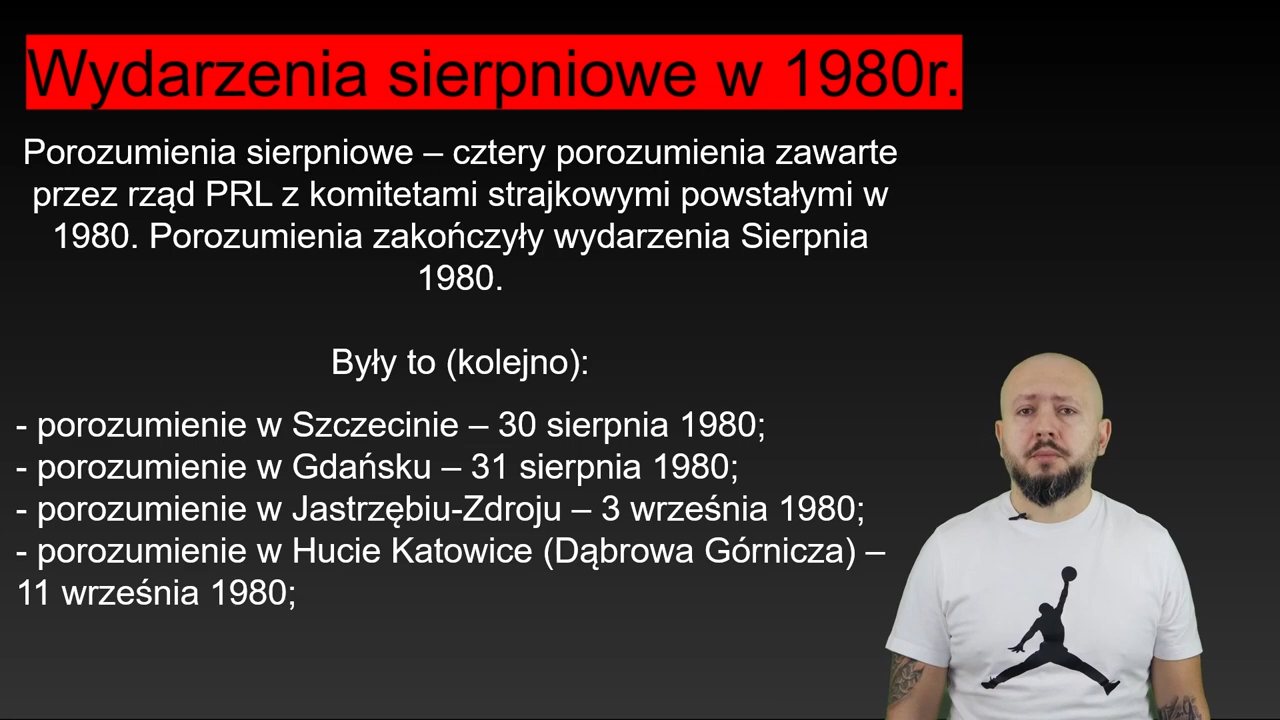 Wydarzenia sierpniowe w 1980r.
Porozumienia sierpniowe – cztery porozumienia zawarte
przez rząd PRL z komitetami strajkowymi powstałymi w
1980. Porozumienia zakończyły wydarzenia Sierpnia
1980.
Były to (kolejno):
- porozumienie w Szczecinie – 30 sierpnia 1980;
- porozumienie w Gdańsku – 31 sierpnia 1980;
- porozumienie w Jastrzębiu-Zdroju – 3 września 1980;
- porozumienie w Hucie Katowice (Dąbrowa Górnicza) –
11 września 1980;